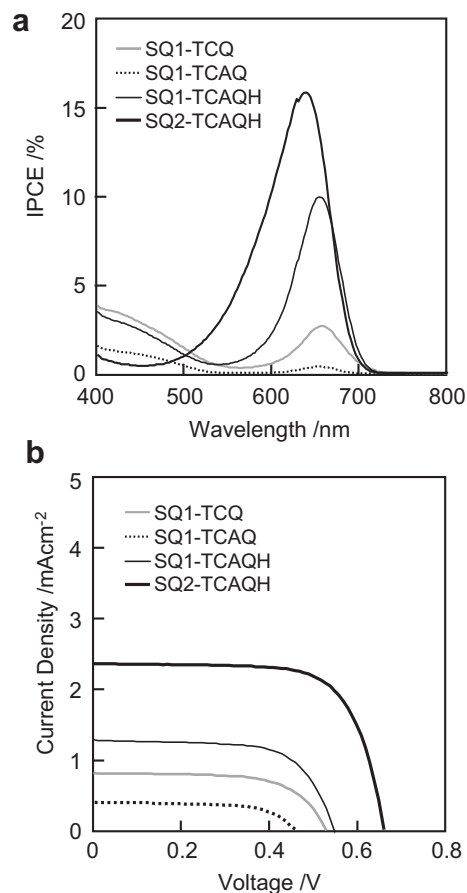 a
20
15
10
5
0
IPCE /%
SQ1-TCQ
SQ1-TCAQ
SQ1-TCAQH
SQ2-TCAQH
400 500 600 700 800
Wavelength /nm
b
5
4
3
2
1
0
Current Density /mAcm-2
SQ1-TCQ
SQ1-TCAQ
SQ1-TCAQH
SQ2-TCAQH
0 0.2 0.4 0.6 0.8
Voltage /V